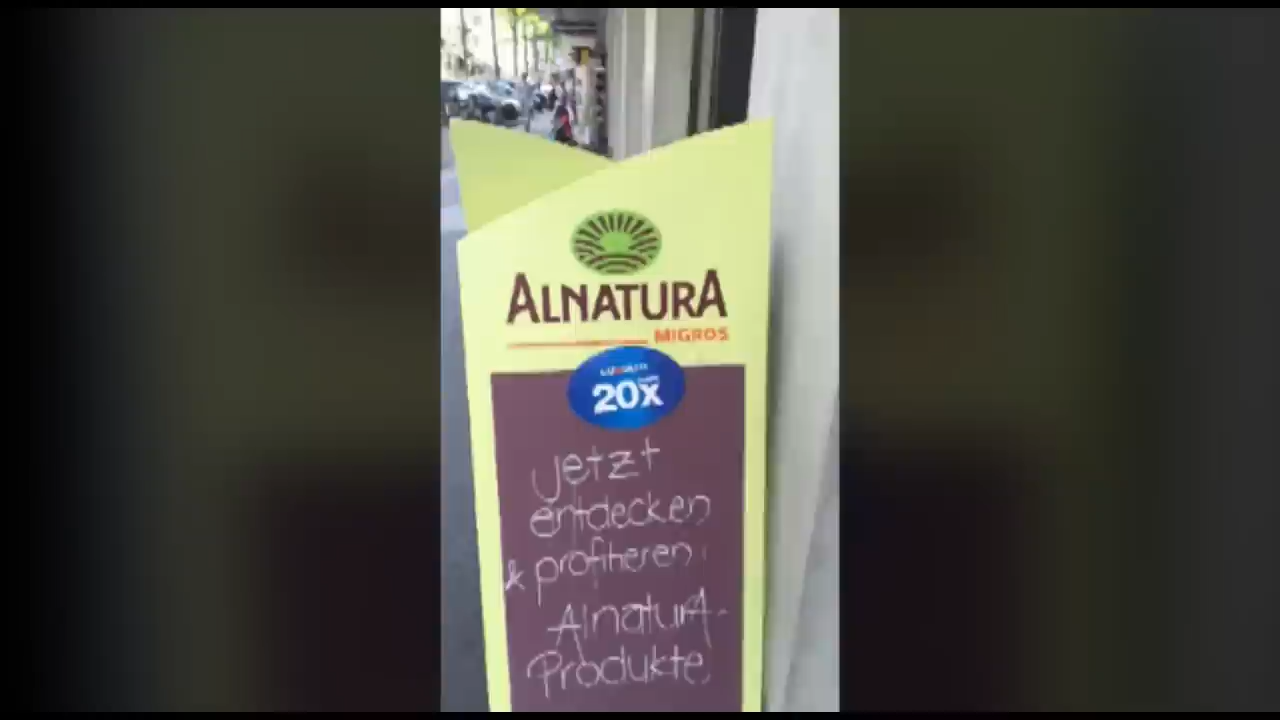 ALNATURA
MIGROS
20x
Jetzt
entdecken
& profitieren!
AlnaturA-
Produkte